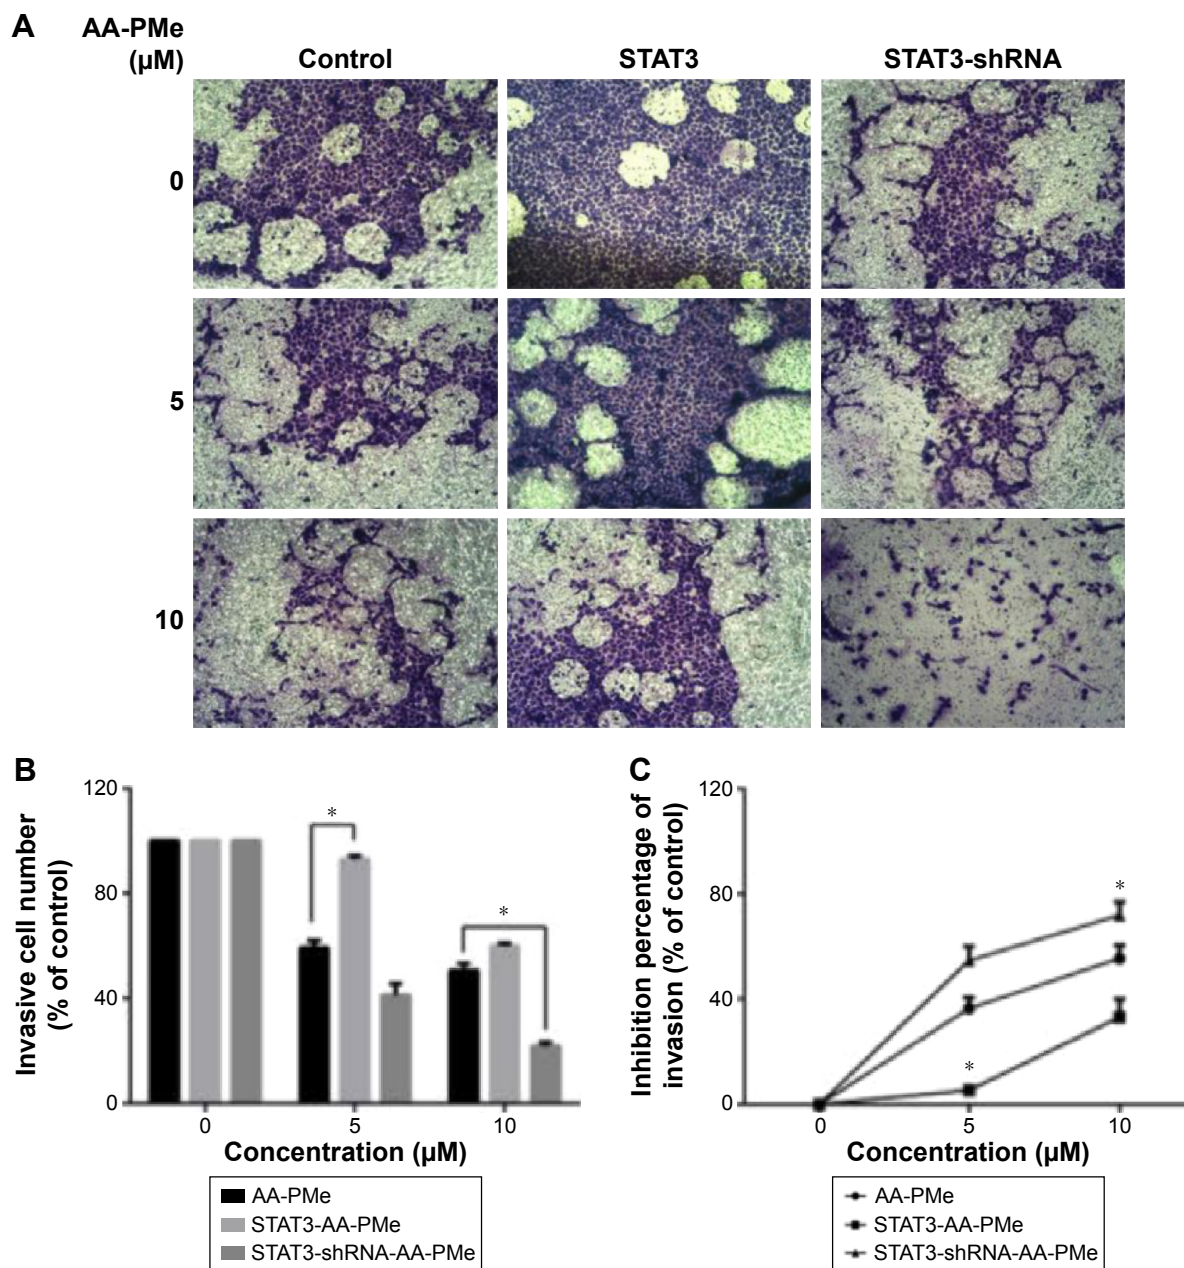 A
AA-PMe
(µM)
Control
STAT3
STAT3-shRNA
0
5
10
B
Invasive cell number
(% of control)
120
80
40
0
*
*
0
5
10
Concentration (µM)
AA-PMe
STAT3-AA-PMe
STAT3-shRNA-AA-PMe
C
Inhibition percentage of
invasion (% of control)
120
80
40
0
*
*
0
5
10
Concentration (µM)
AA-PMe
STAT3-AA-PMe
STAT3-shRNA-AA-PMe